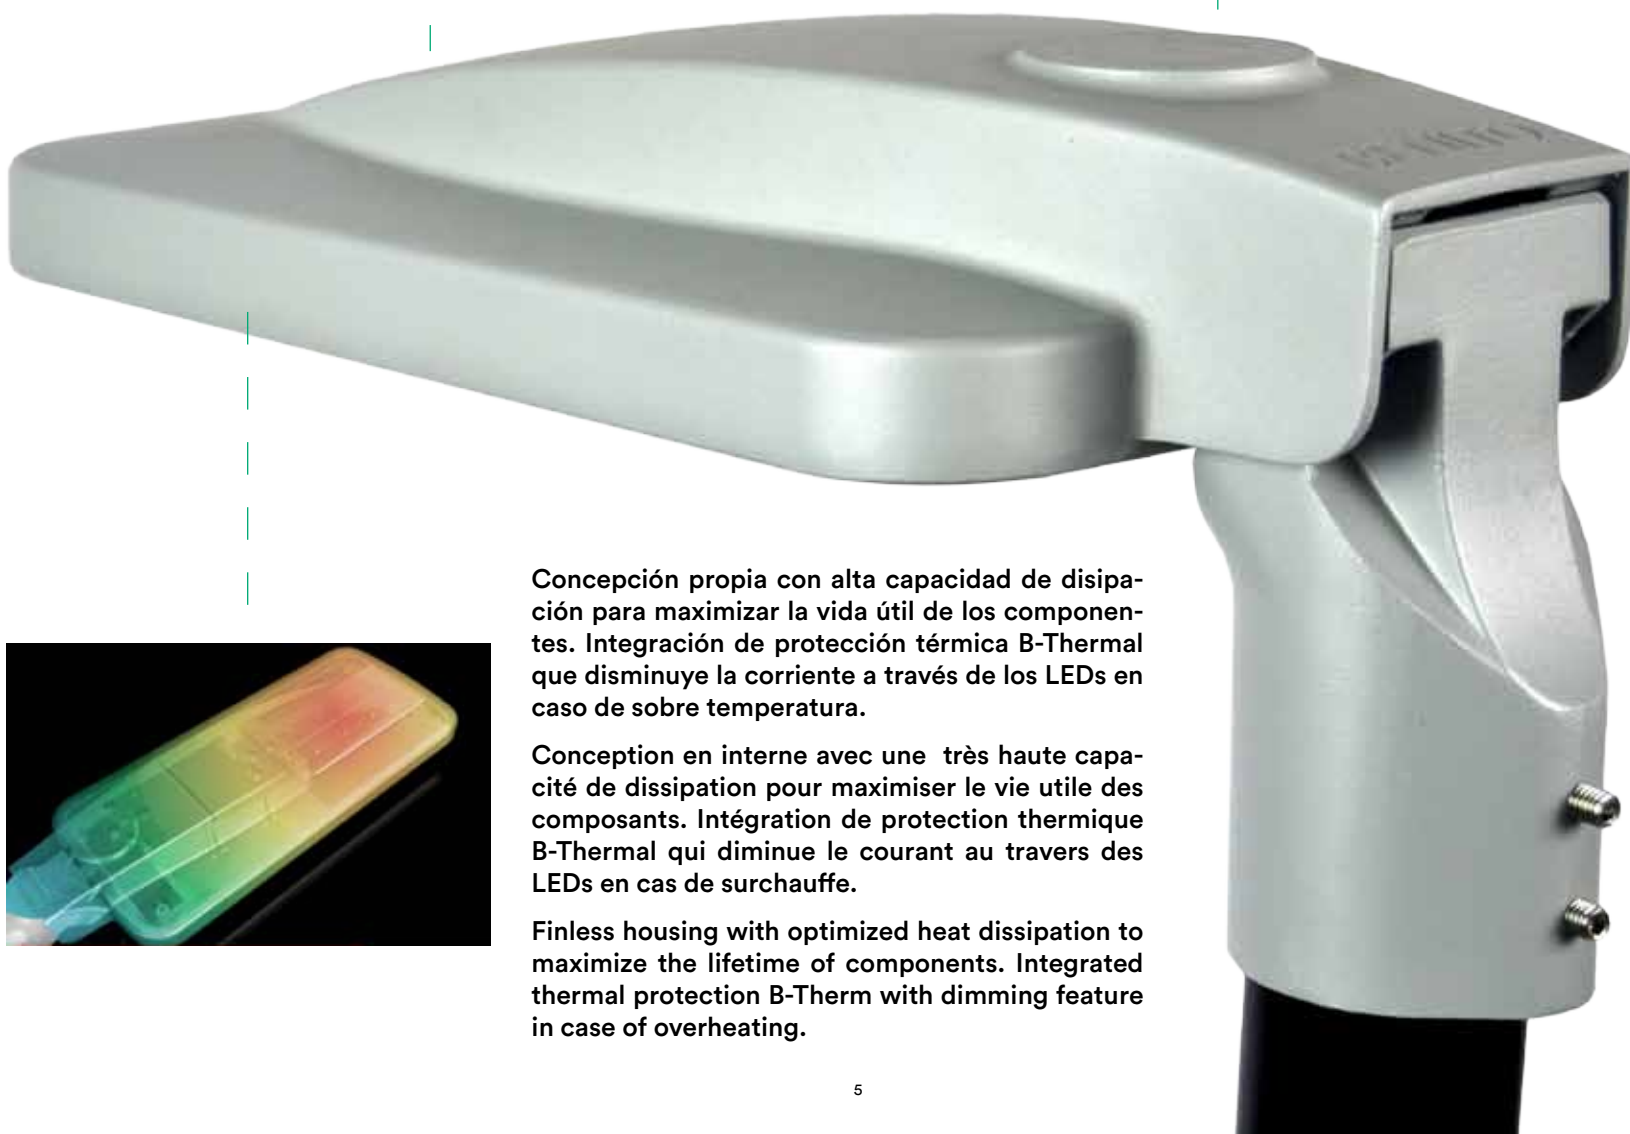 Concepción propia con alta capacidad de disipa-
ción para maximizar la vida útil de los componen-
tes. Integración de protección térmica B-Thermal
que disminuye la corriente a través de los LEDs en
caso de sobre temperatura.
Conception en interne avec une très haute capa-
cité de dissipation pour maximiser le vie utile des
composants. Intégration de protection thermique
B-Thermal qui diminue le courant au travers des
LEDs en cas de surchauffe.
Finless housing with optimized heat dissipation to
maximize the lifetime of components. Integrated
thermal protection B-Therm with dimming feature
in case of overheating.
5